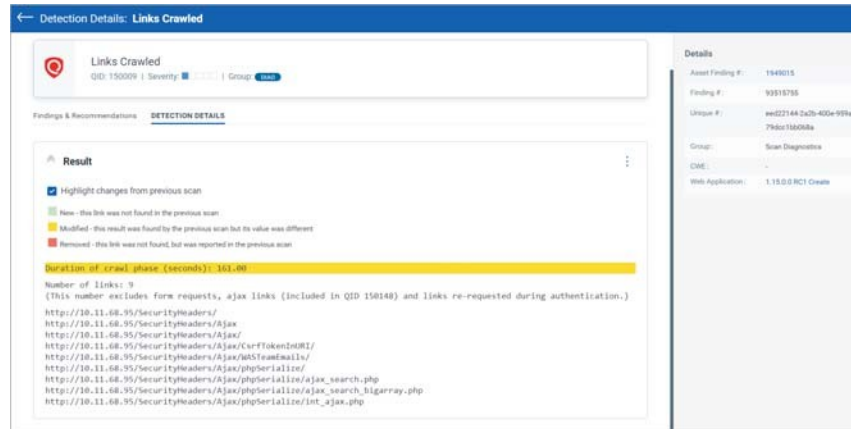 Detection Details: Links Crawled
Links Crawled
QID: 150009 | Severity: | Group: DIAG
Findings & Recommendations DETECTION DETAILS
Result
Highlight changes from previous scan
New - this link was not found in the previous scan
Modified - this result was found by the previous scan but its value was different
Removed - this link was not found, but was reported in the previous scan
Duration of crawl phase (seconds): 161.00
Number of links: 9
(This number excludes form requests, ajax links (included in QID 150148) and links re-requested during authentication.)
http://10.11.68.95/SecurityHeaders/
http://10.11.68.95/SecurityHeaders/Ajax
http://10.11.68.95/SecurityHeaders/Ajax/
http://10.11.68.95/SecurityHeaders/Ajax/CsrfTokenInURI/
http://10.11.68.95/SecurityHeaders/Ajax/WASTeamEmails/
http://10.11.68.95/SecurityHeaders/Ajax/phpSerialize/
http://10.11.68.95/SecurityHeaders/Ajax/phpSerialize/ajax_search.php
http://10.11.68.95/SecurityHeaders/Ajax/phpSerialize/ajax_search_bigarray.php
http://10.11.68.95/SecurityHeaders/Ajax/phpSerialize/int_ajax.php
Details
Asset Finding #: 1949015
Finding #: 93515755
Unique #: eed22144-2a2b-400e-959a
79dcc1bb068a
Group: Scan Diagnostics
CWE: -
Web Application: 1.15.0.0 RC1 Create